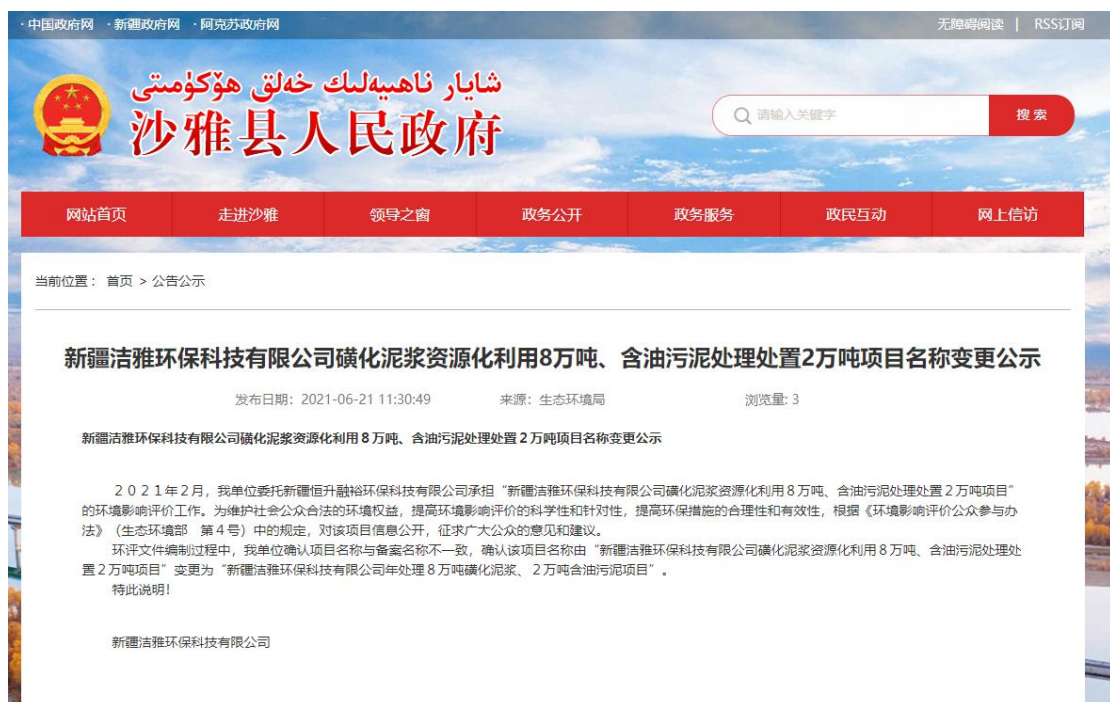 ·中国政府网 ·新疆政府网 ·阿克苏政府网
无障碍阅读 | RSS订阅
شايار ناھىيەلىك خەلق ھۆكۈمىتى
沙雅县人民政府
请输入关键字
搜 索
网站首页 走进沙雅 领导之窗 政务公开 政务服务 政民互动 网上信访
当前位置： 首页 > 公告公示
新疆洁雅环保科技有限公司磺化泥浆资源化利用8万吨、含油污泥处理处置2万吨项目名称变更公示
发布日期：2021-06-21 11:30:49 来源：生态环境局 浏览量: 3
新疆洁雅环保科技有限公司磺化泥浆资源化利用８万吨、含油污泥处理处置２万吨项目名称变更公示
２０２１年２月，我单位委托新疆恒升融裕环保科技有限公司承担“新疆洁雅环保科技有限公司磺化泥浆资源化利用８万吨、含油污泥处理处置２万吨项目”
的环境影响评价工作。为维护社会公众合法的环境权益，提高环境影响评价的科学性和针对性，提高环保措施的合理性和有效性，根据《环境影响评价公众参与办
法》（生态环境部　第４号）中的规定，对该项目信息公开，征求广大公众的意见和建议。
环评文件编制过程中，我单位确认项目名称与备案名称不一致，确认该项目名称由“新疆洁雅环保科技有限公司磺化泥浆资源化利用８万吨、含油污泥处理处
置２万吨项目”变更为“新疆洁雅环保科技有限公司年处理８万吨磺化泥浆、２万吨含油污泥项目”。
特此说明！
新疆洁雅环保科技有限公司